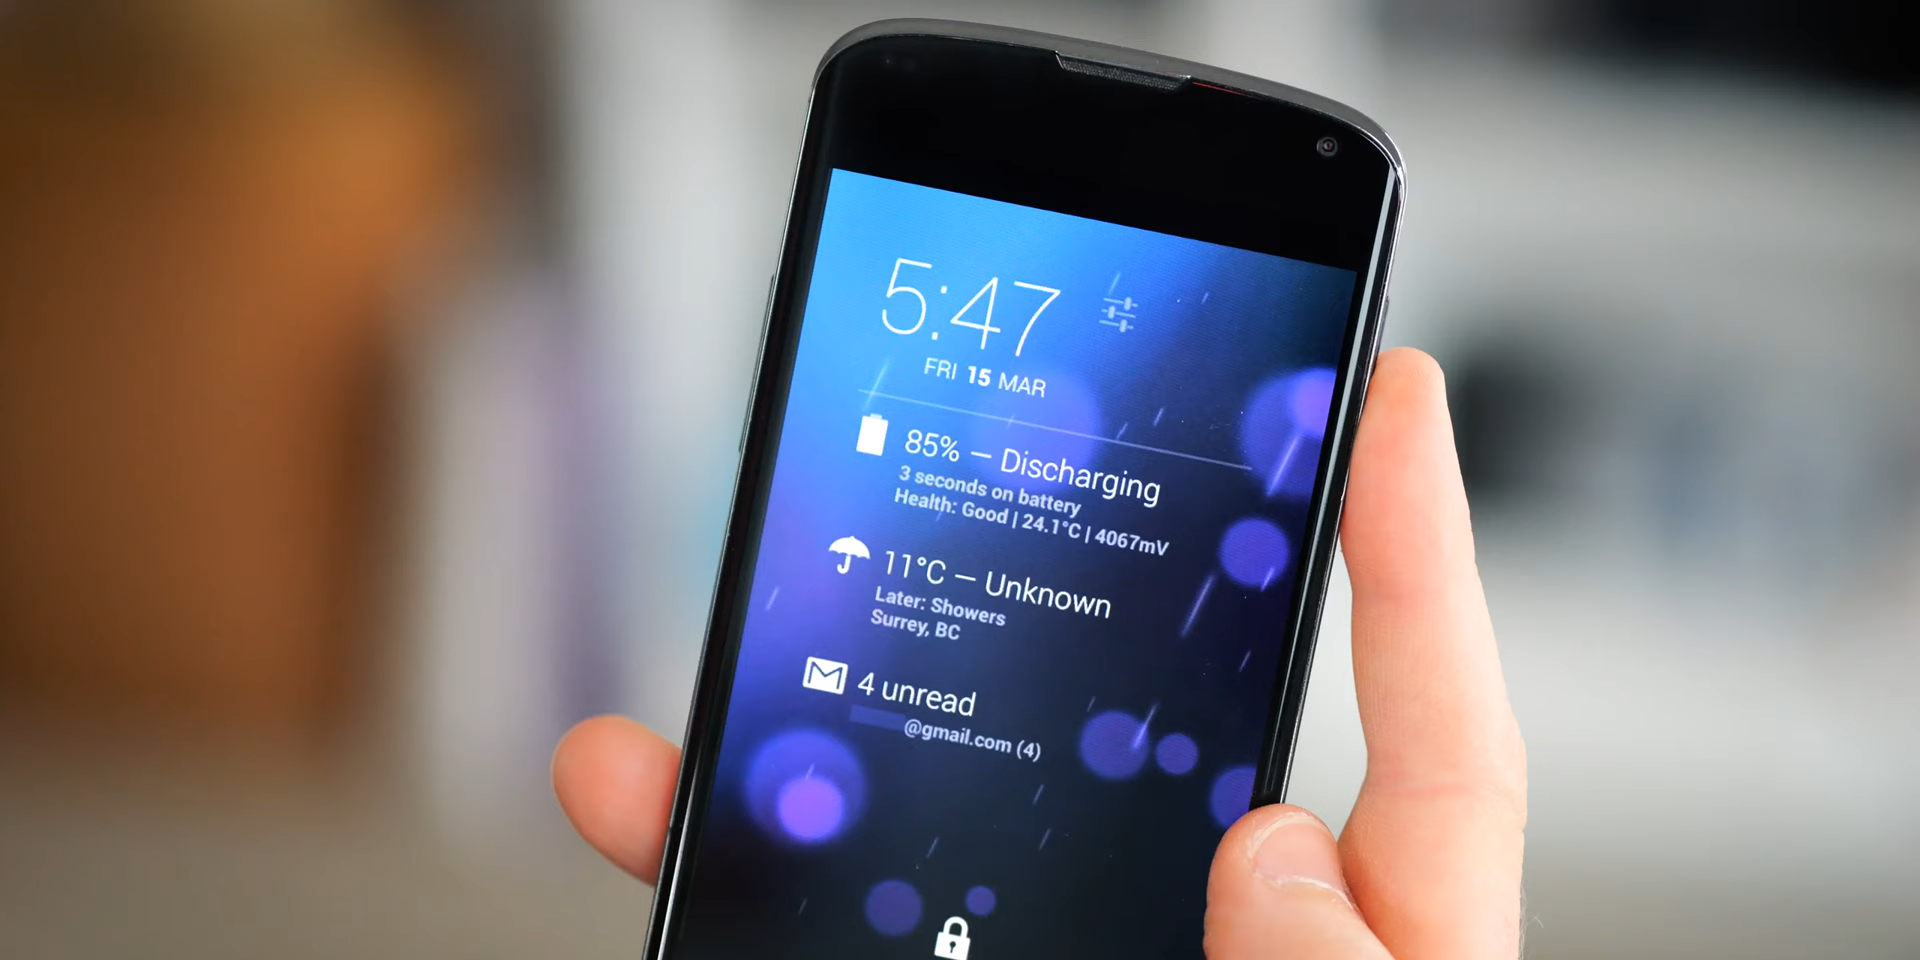 5:47
FRI 15 MAR
85% – Discharging
3 seconds on battery
Health: Good | 24.1°C | 4067mV
11°C – Unknown
Later: Showers
Surrey, BC
4 unread
@gmail.com (4)